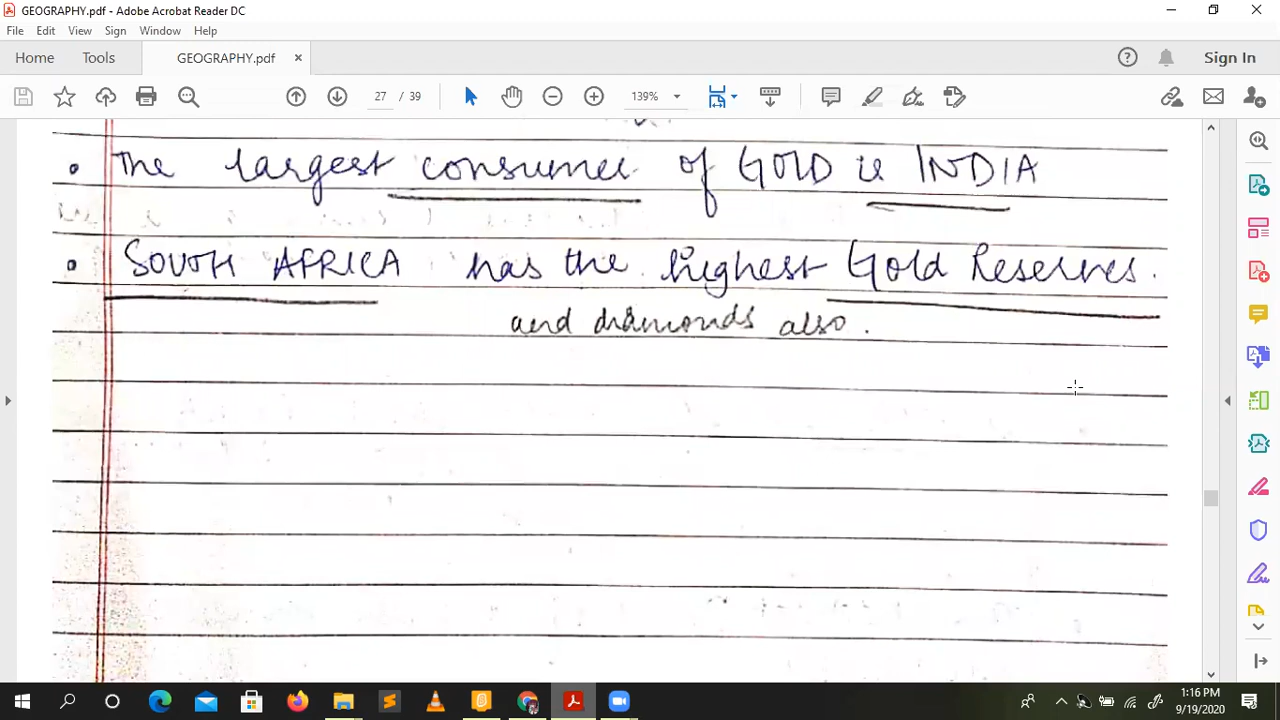 GEOGRAPHY.pdf - Adobe Acrobat Reader DC
File Edit View Sign Window Help
Home Tools GEOGRAPHY.pdf Sign In
27 / 39 139%
• The largest consumer of GOLD is INDIA
• SOUTH AFRICA has the highest Gold Reserves.
and diamonds also.
1:16 PM
9/19/2020